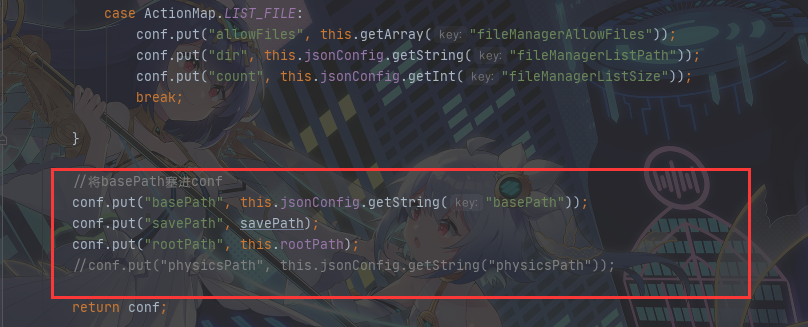 case ActionMap.LIST_FILE:
conf.put("allowFiles", this.getArray( key: "fileManagerAllowFiles"));
conf.put("dir", this.jsonConfig.getString( key: "fileManagerListPath"));
conf.put("count", this.jsonConfig.getInt( key: "fileManagerListSize"));
break;
}
//将basePath塞进conf
conf.put("basePath", this.jsonConfig.getString( key: "basePath"));
conf.put("savePath", savePath);
conf.put("rootPath", this.rootPath);
//conf.put("physicsPath", this.jsonConfig.getString("physicsPath"));
return conf;